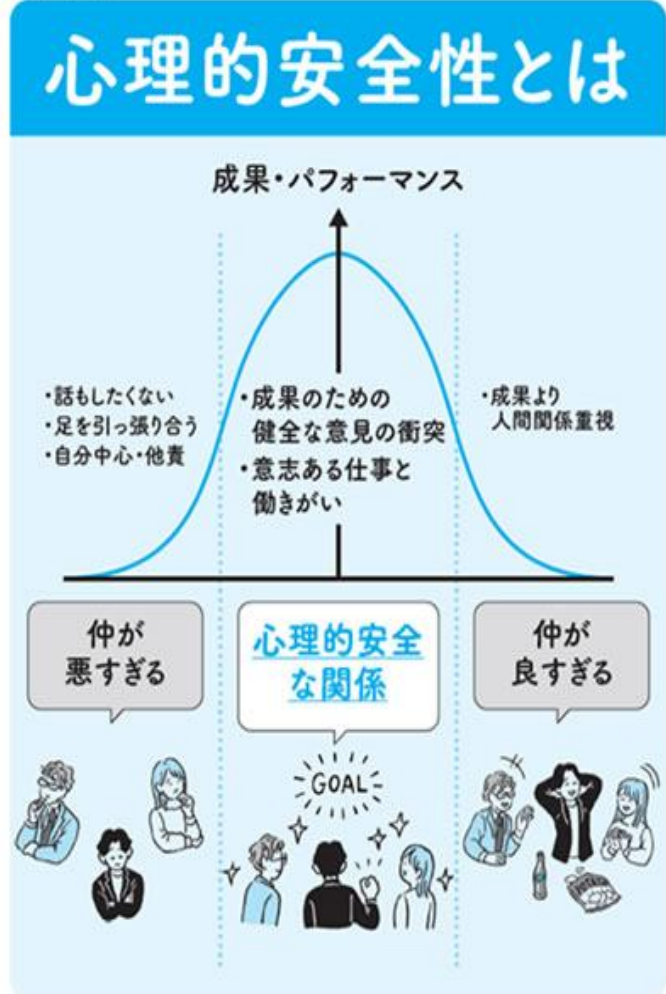 心理的安全性とは
成果・パフォーマンス
・話もしたくない
・足を引っ張り合う
・自分中心・他責
・成果のための
健全な意見の衝突
・意志ある仕事と
働きがい
・成果より
人間関係重視
仲が
悪すぎる
心理的安全
な関係
仲が
良すぎる
GOAL